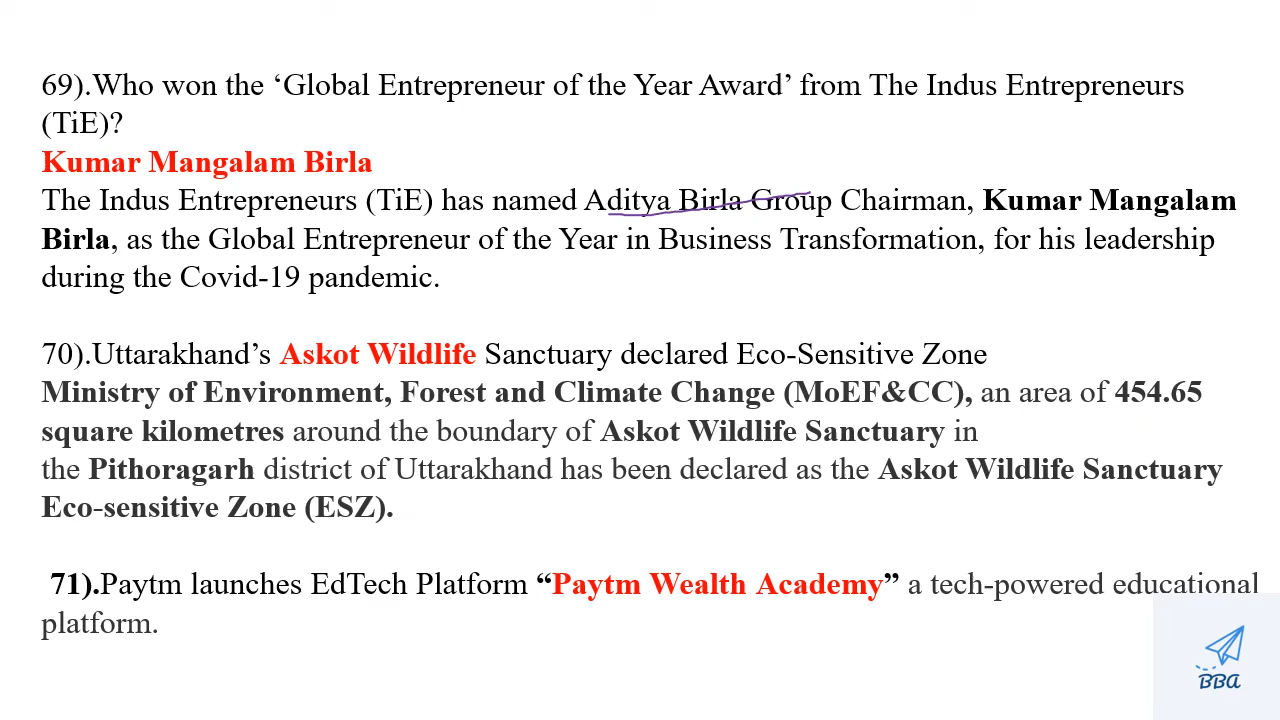 69).Who won the ‘Global Entrepreneur of the Year Award’ from The Indus Entrepreneurs
(TiE)?
Kumar Mangalam Birla
The Indus Entrepreneurs (TiE) has named Aditya Birla Group Chairman, Kumar Mangalam
Birla, as the Global Entrepreneur of the Year in Business Transformation, for his leadership
during the Covid-19 pandemic.
70).Uttarakhand’s Askot Wildlife Sanctuary declared Eco-Sensitive Zone
Ministry of Environment, Forest and Climate Change (MoEF&CC), an area of 454.65
square kilometres around the boundary of Askot Wildlife Sanctuary in
the Pithoragarh district of Uttarakhand has been declared as the Askot Wildlife Sanctuary
Eco-sensitive Zone (ESZ).
71).Paytm launches EdTech Platform “Paytm Wealth Academy” a tech-powered educational
platform.
BBA